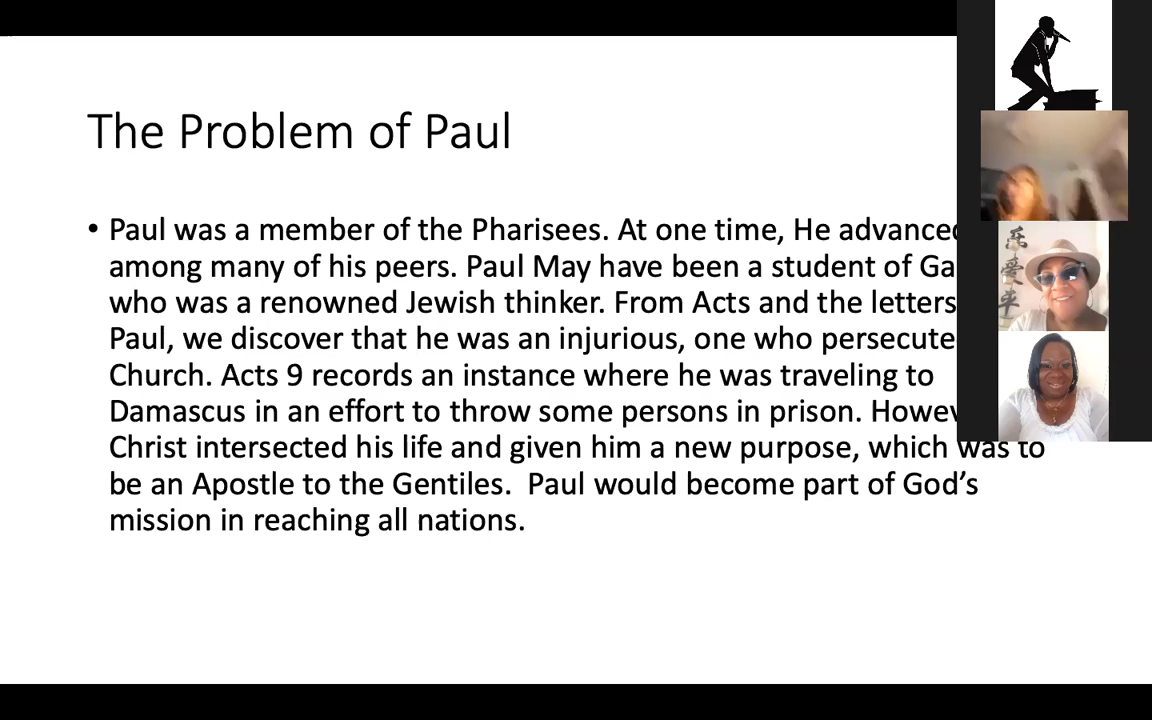 The Problem of Paul
• Paul was a member of the Pharisees. At one time, He advanced
among many of his peers. Paul May have been a student of Ga
who was a renowned Jewish thinker. From Acts and the letters
Paul, we discover that he was an injurious, one who persecute
Church. Acts 9 records an instance where he was traveling to
Damascus in an effort to throw some persons in prison. Howev
Christ intersected his life and given him a new purpose, which was to
be an Apostle to the Gentiles.  Paul would become part of God’s
mission in reaching all nations.
愛
平